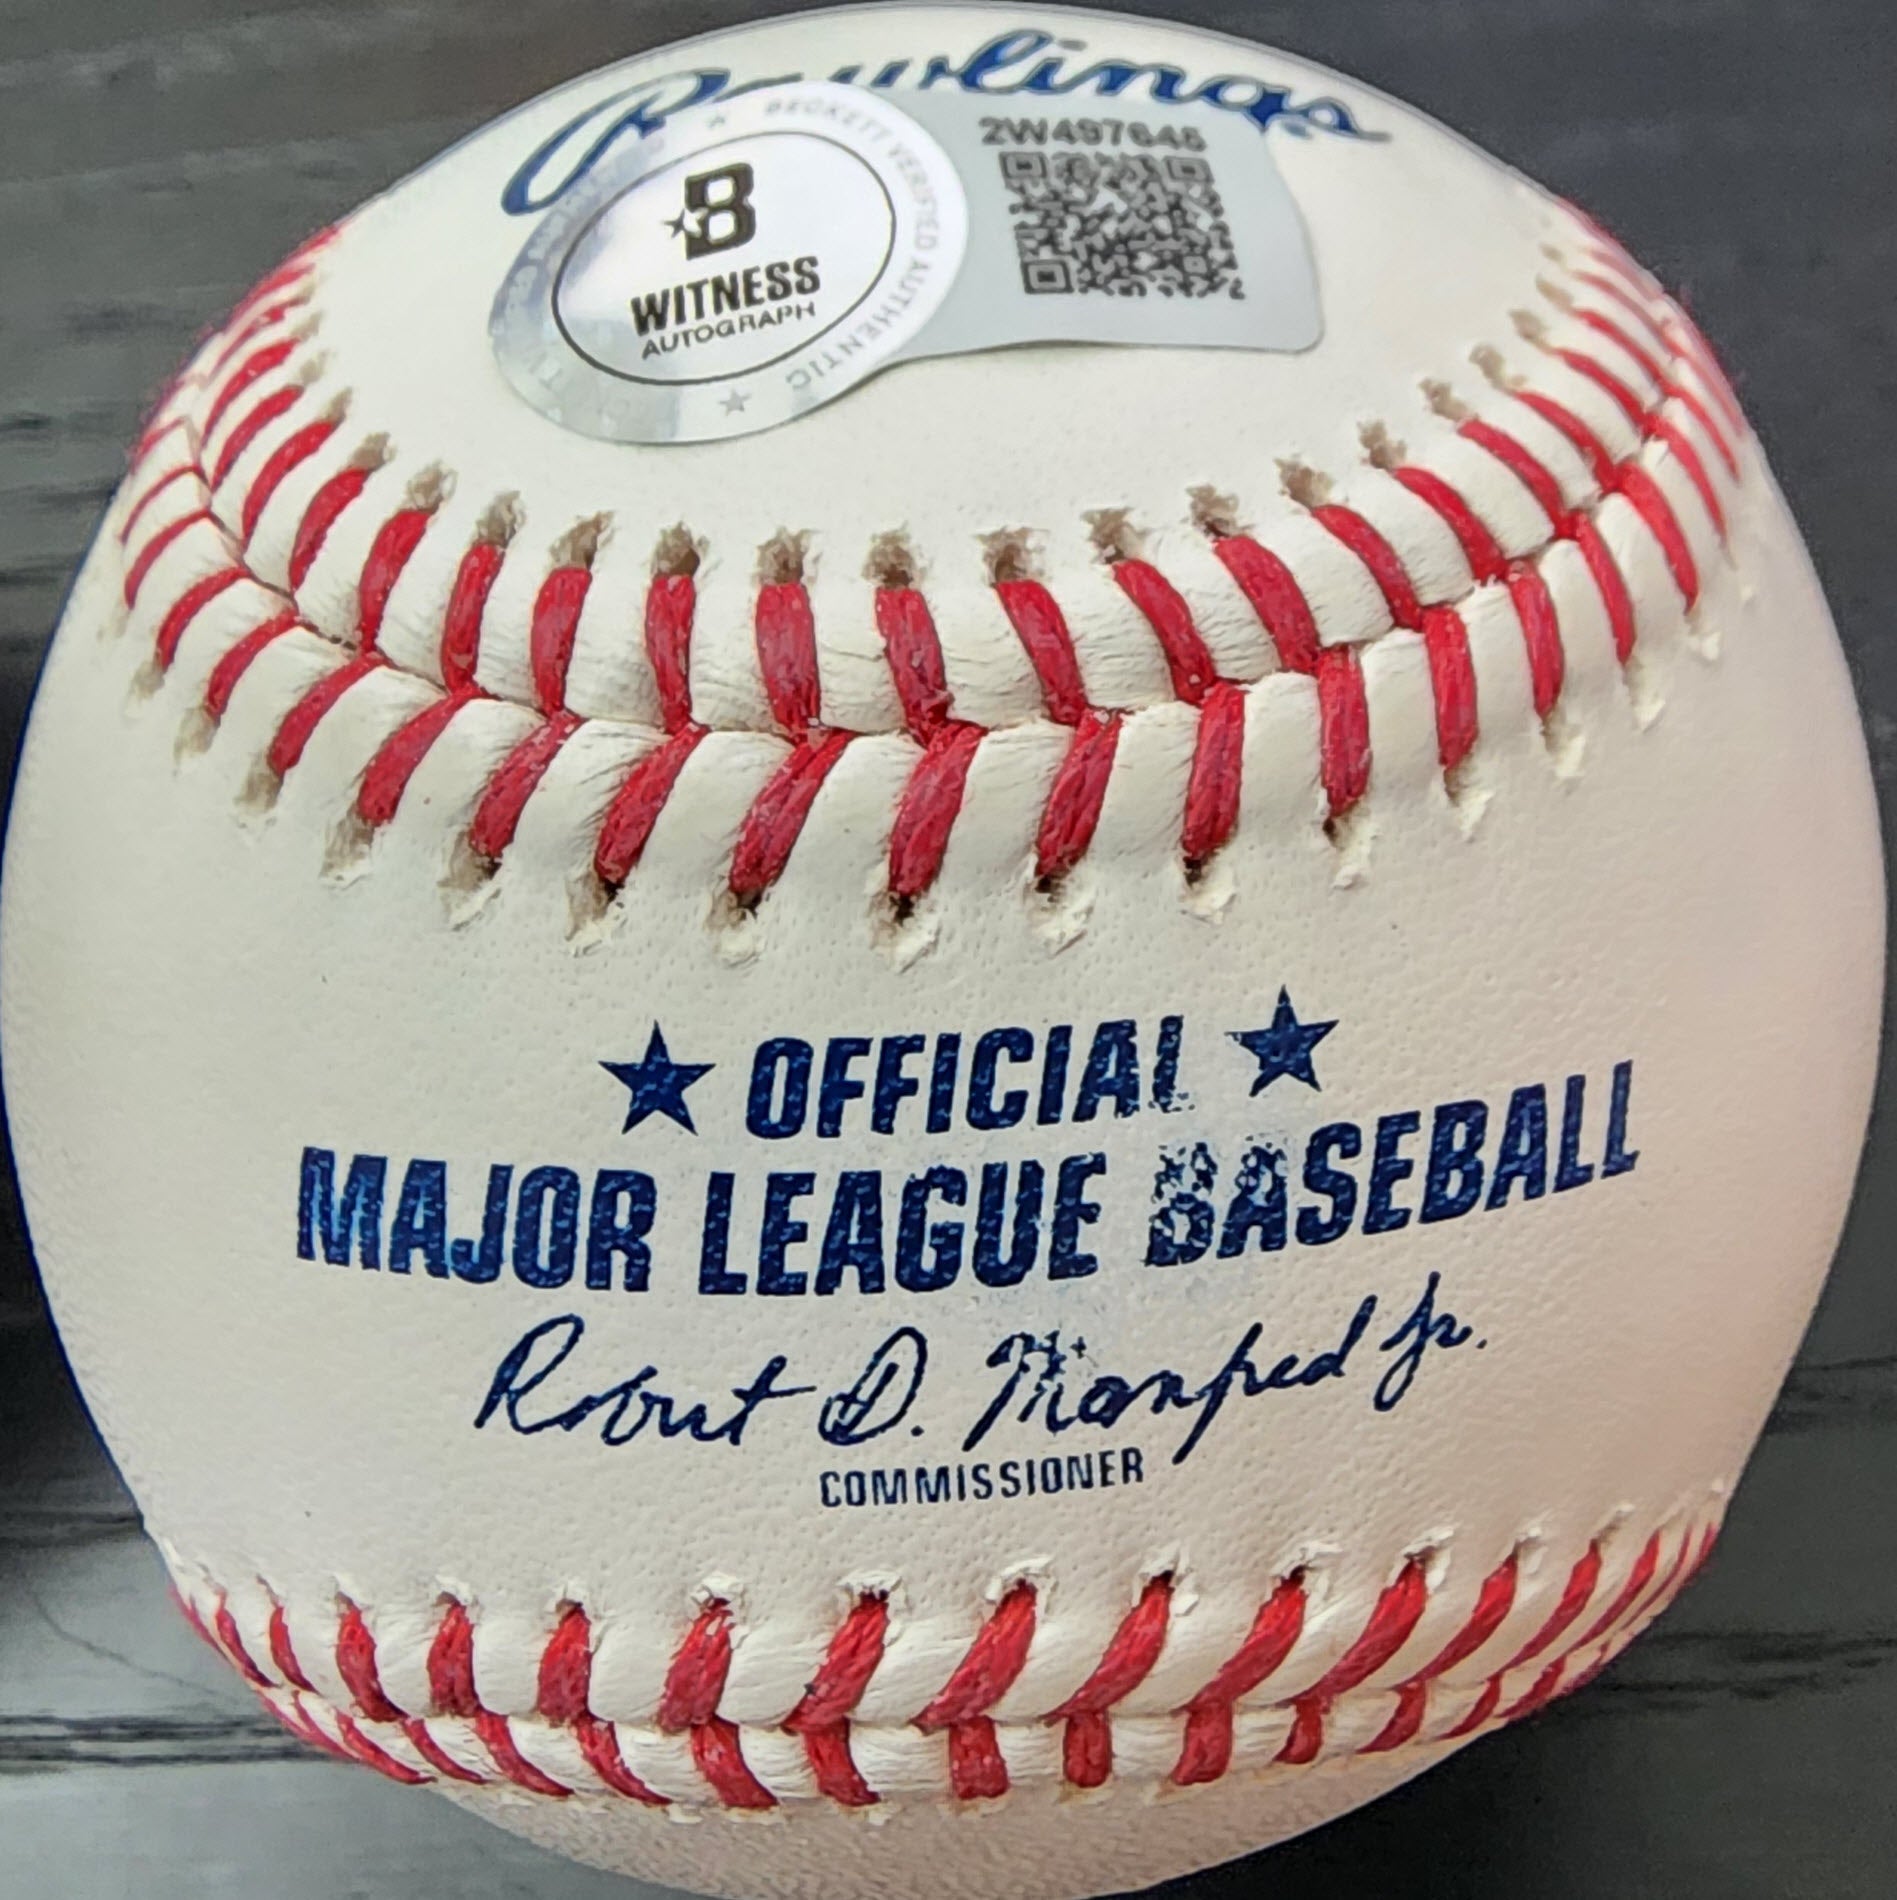 Rawlings
2W497645
BECKETT VERIFIED AUTHENTIC
B
WITNESS
AUTOGRAPH
OFFICIAL
MAJOR LEAGUE BASEBALL
Robert D. Manfred Jr.
COMMISSIONER